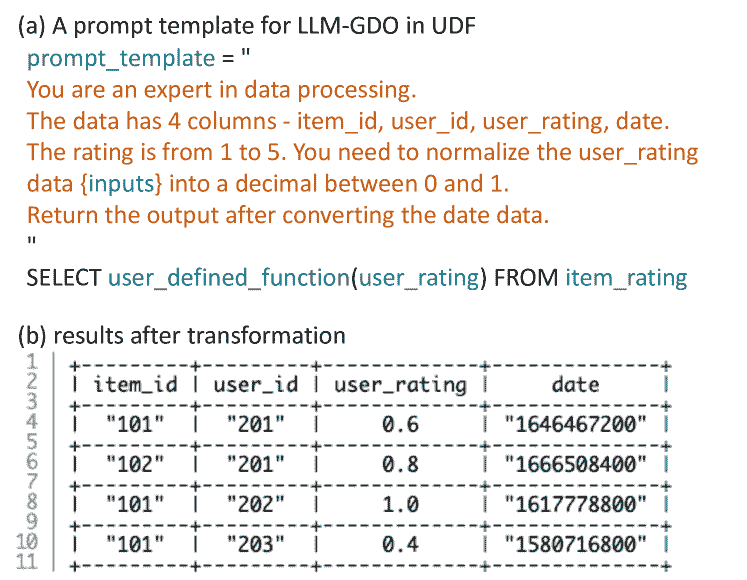 (a) A prompt template for LLM-GDO in UDF
prompt_template = "
You are an expert in data processing.
The data has 4 columns - item_id, user_id, user_rating, date.
The rating is from 1 to 5. You need to normalize the user_rating
data {inputs} into a decimal between 0 and 1.
Return the output after converting the date data.
"
SELECT user_defined_function(user_rating) FROM item_rating
(b) results after transformation
1 +---------+---------+-------------+--------------+
2 | item_id | user_id | user_rating | date |
3 +---------+---------+-------------+--------------+
4 | "101" | "201" | 0.6 | "1646467200" |
5 +---------+---------+-------------+--------------+
6 | "102" | "201" | 0.8 | "1666508400" |
7 +---------+---------+-------------+--------------+
8 | "101" | "202" | 1.0 | "1617778800" |
9 +---------+---------+-------------+--------------+
10 | "101" | "203" | 0.4 | "1580716800" |
11 +---------+---------+-------------+--------------+